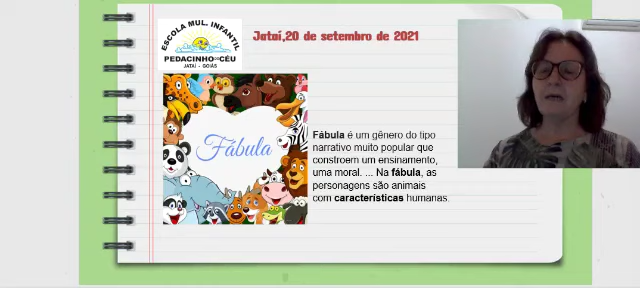 ESCOLA MUL. INFANTIL
PEDACINHO DO CÉU
JATAÍ - GOIÁS
Jataí,20 de setembro de 2021
Fábula
Fábula é um gênero do tipo
narrativo muito popular que
constroem um ensinamento,
uma moral. ... Na fábula, as
personagens são animais
com características humanas.